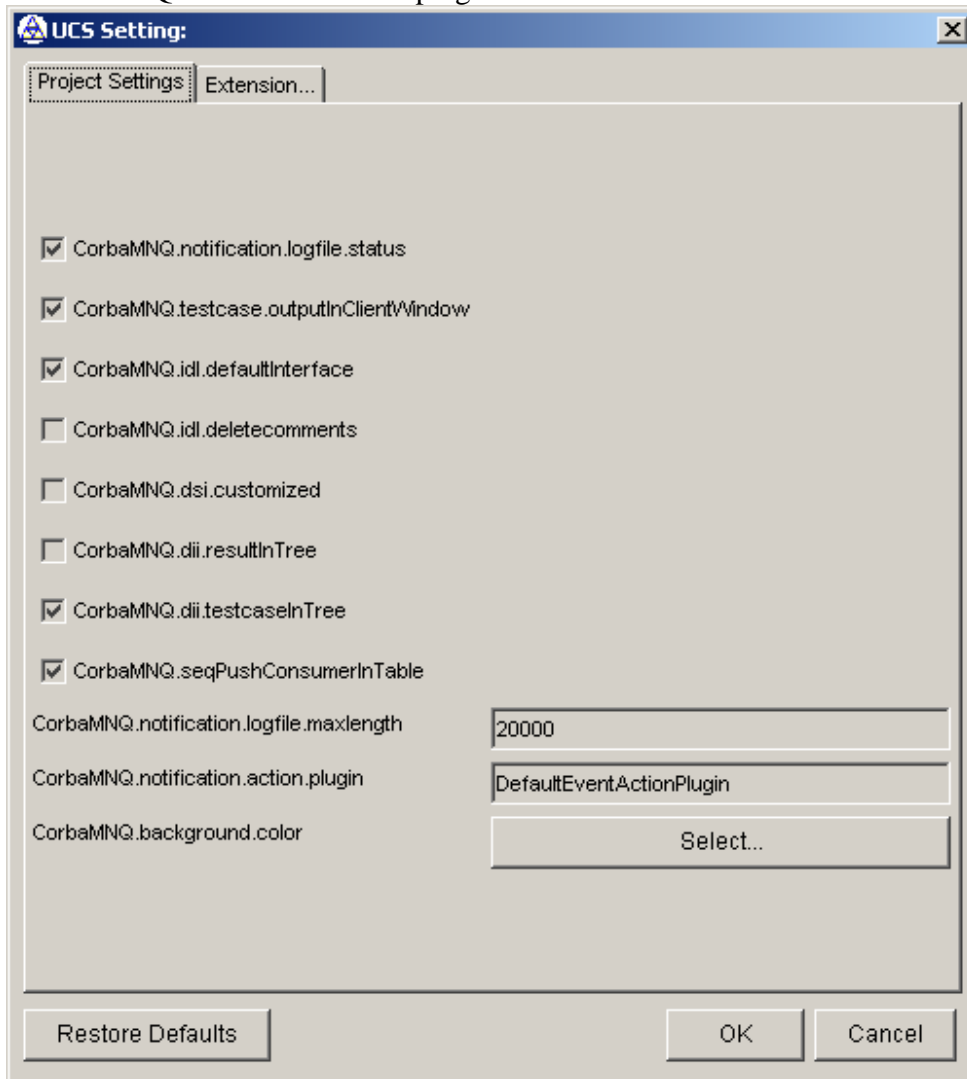 UCS Setting:
Project Settings
Extension...
CorbaMNQ.notification.logfile.status
CorbaMNQ.testcase.outputInClientWindow
CorbaMNQ.idl.defaultInterface
CorbaMNQ.idl.deletecomments
CorbaMNQ.dsi.customized
CorbaMNQ.dii.resultInTree
CorbaMNQ.dii.testcaseInTree
CorbaMNQ.seqPushConsumerInTable
CorbaMNQ.notification.logfile.maxlength
20000
CorbaMNQ.notification.action.plugin
DefaultEventActionPlugin
CorbaMNQ.background.color
Select...
Restore Defaults
OK
Cancel